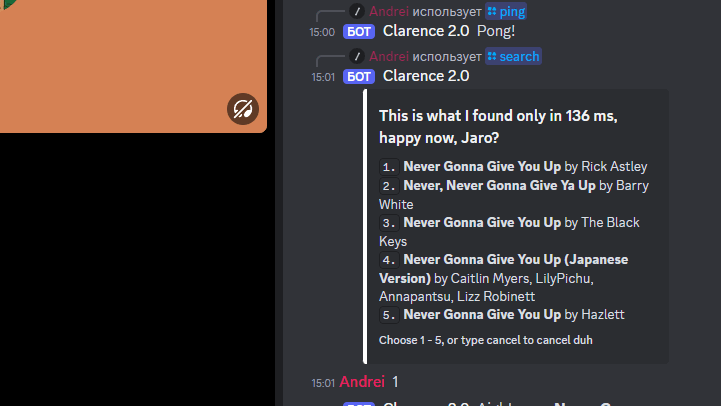 Andrei использует ping
15:00 БОТ Clarence 2.0 Pong!
Andrei использует search
15:01 БОТ Clarence 2.0
This is what I found only in 136 ms,
happy now, Jaro?
1. Never Gonna Give You Up by Rick Astley
2. Never, Never Gonna Give Ya Up by Barry
White
3. Never Gonna Give You Up by The Black
Keys
4. Never Gonna Give You Up (Japanese
Version) by Caitlin Myers, LilyPichu,
Annapantsu, Lizz Robinett
5. Never Gonna Give You Up by Hazlett
Choose 1 - 5, or type cancel to cancel duh
15:01 Andrei 1